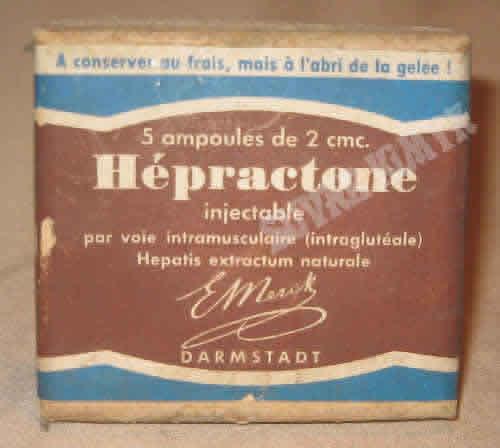 A conserver au frais, mais à l'abri de la gelée !
5 ampoules de 2 cmc.
Hépractone
injectable
par voie intramusculaire (intraglutéale)
Hepatis extractum naturale
E. Merck
DARMSTADT